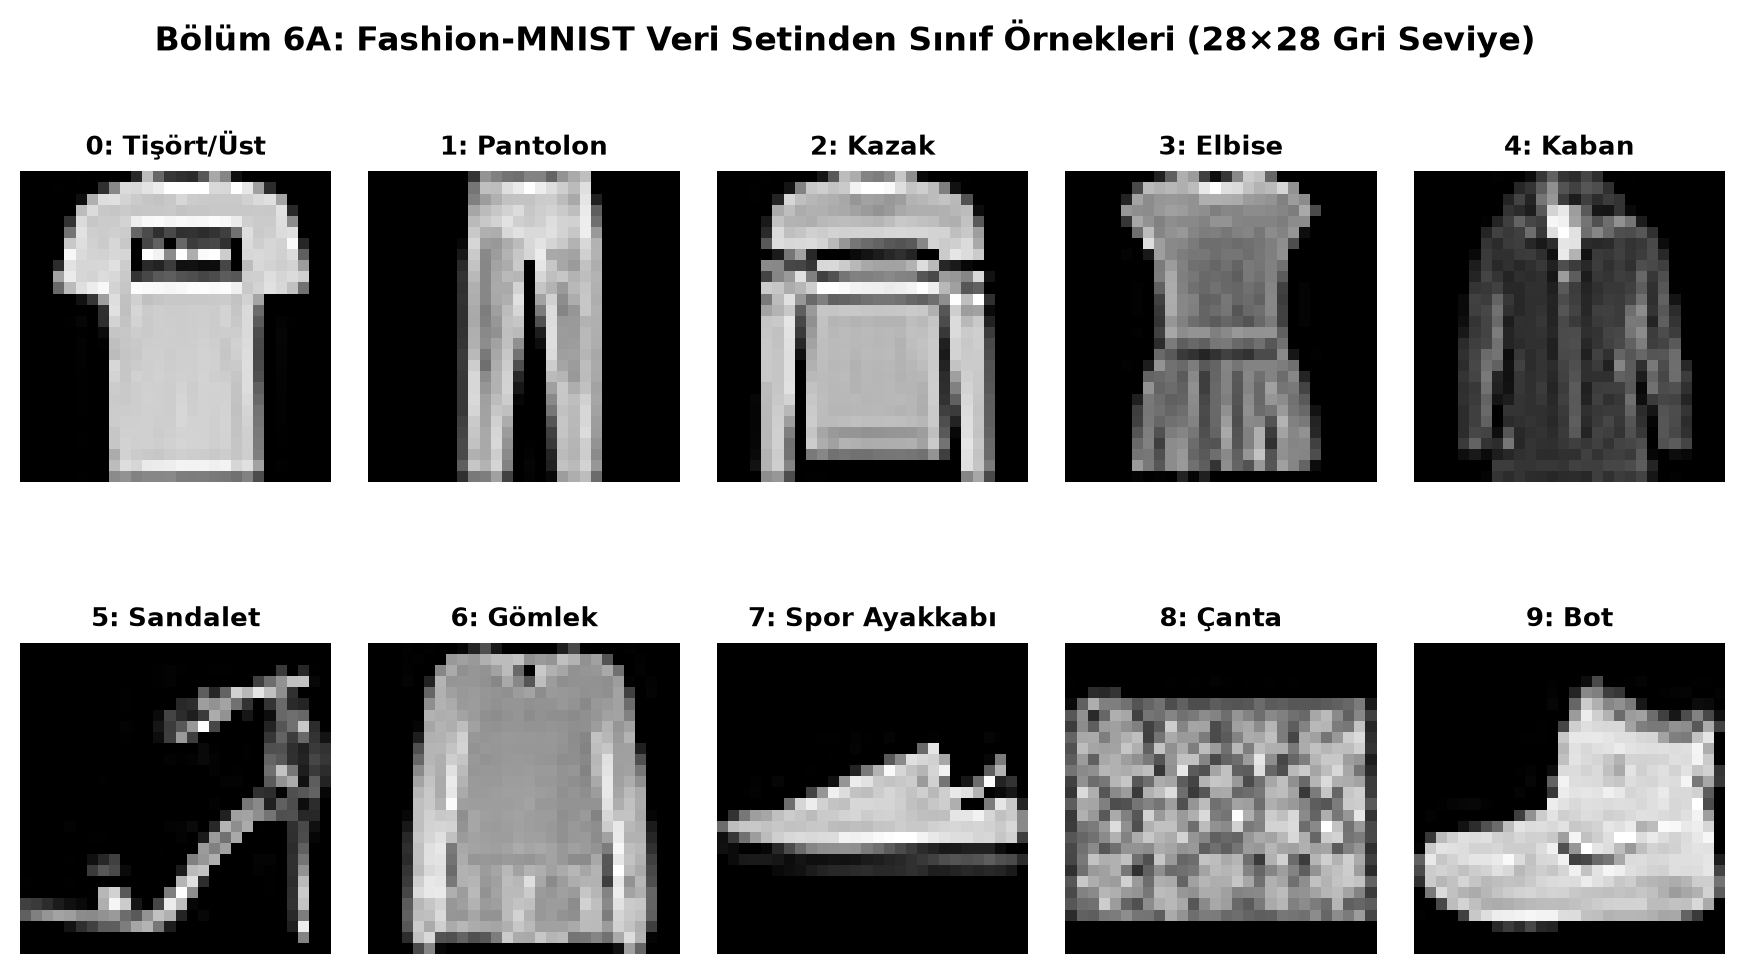 Bölüm 6A: Fashion-MNIST Veri Setinden Sınıf Örnekleri (28×28 Gri Seviye)
0: Tişört/Üst
1: Pantolon
2: Kazak
3: Elbise
4: Kaban
5: Sandalet
6: Gömlek
7: Spor Ayakkabı
8: Çanta
9: Bot